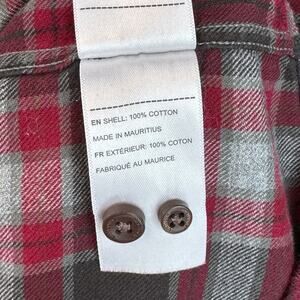 EN SHELL: 100% COTTON
MADE IN MAURITIUS
FR EXTÉRIEUR: 100% COTON
FABRIQUÉ AU MAURICE